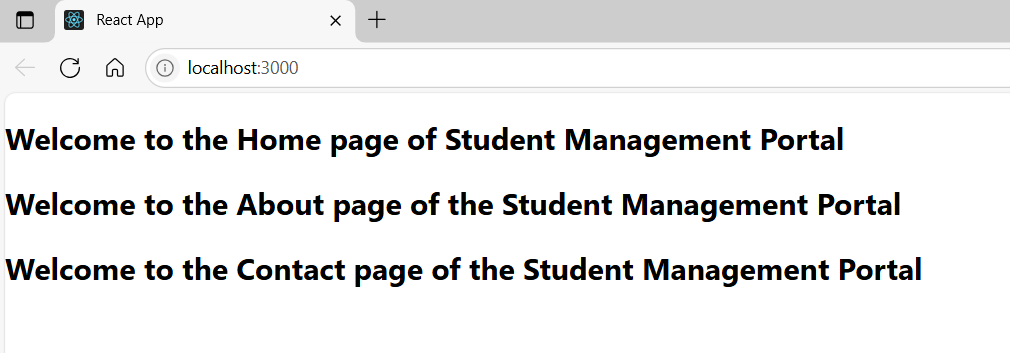 React App
localhost:3000
Welcome to the Home page of Student Management Portal
Welcome to the About page of the Student Management Portal
Welcome to the Contact page of the Student Management Portal